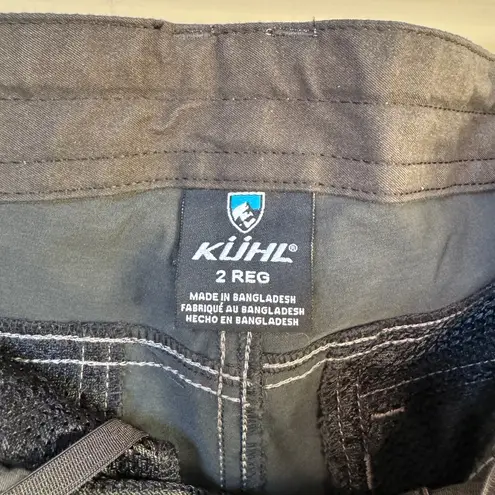 KÜHL®
2 REG
MADE IN BANGLADESH
FABRIQUÉ AU BANGLADESH
HECHO EN BANGLADESH